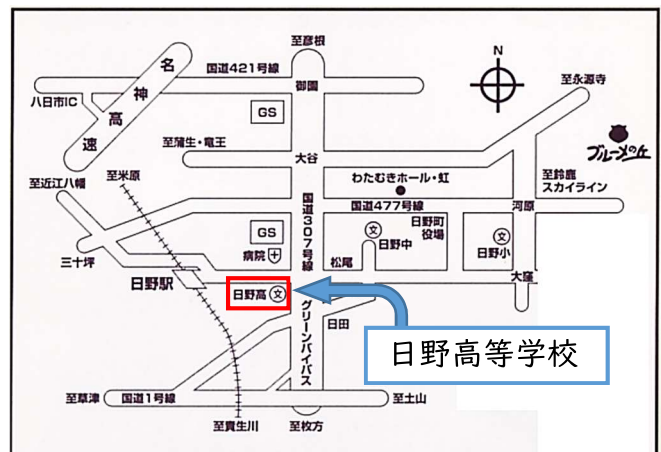 至彦根
名神高速
国道421号線
御園
N
至永源寺
八日市IC
GS
至蒲生・竜王
大谷
ブルーメの丘
至近江八幡
至米原
わたむきホール・虹
至鈴鹿
スカイライン
国道307号線
国道477号線
河原
GS
文
日野中
日野町
役場
文
日野小
三十坪
病院
松尾
日野駅
大窪
日野高 文
グリーンバイパス
日田
日野高等学校
至草津
国道1号線
至土山
至貴生川
至枚方